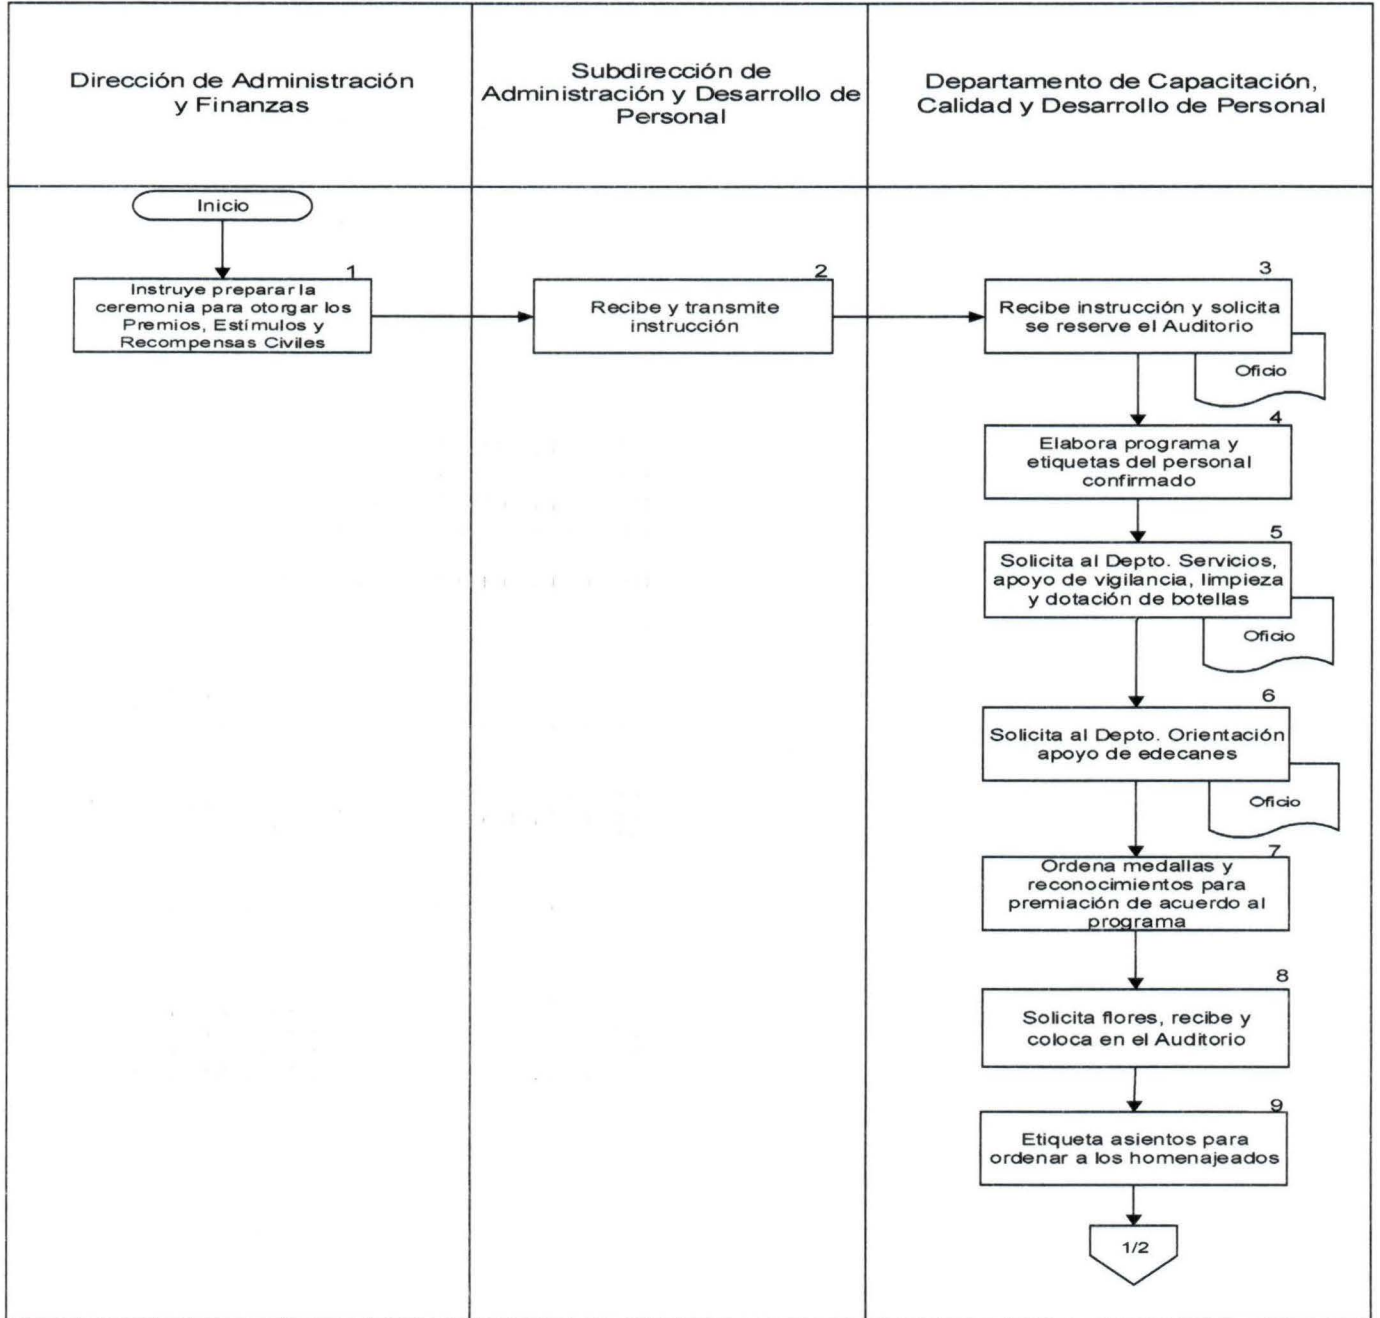 Dirección de Administración
y Finanzas
Subdirección de
Administración y Desarrollo de
Personal
Departamento de Capacitación,
Calidad y Desarrollo de Personal
Inicio
1
Instruye preparar la
ceremonia para otorgar los
Premios, Estímulos y
Recompensas Civiles
2
Recibe y transmite
instrucción
3
Recibe instrucción y solicita
se reserve el Auditorio
Oficio
4
Elabora programa y
etiquetas del personal
confirmado
5
Solicita al Depto. Servicios,
apoyo de vigilancia, limpieza
y dotación de botellas
Oficio
6
Solicita al Depto. Orientación
apoyo de edecanes
Oficio
7
Ordena medallas y
reconocimientos para
premiación de acuerdo al
programa
8
Solicita flores, recibe y
coloca en el Auditorio
9
Etiqueta asientos para
ordenar a los homenajeados
1/2